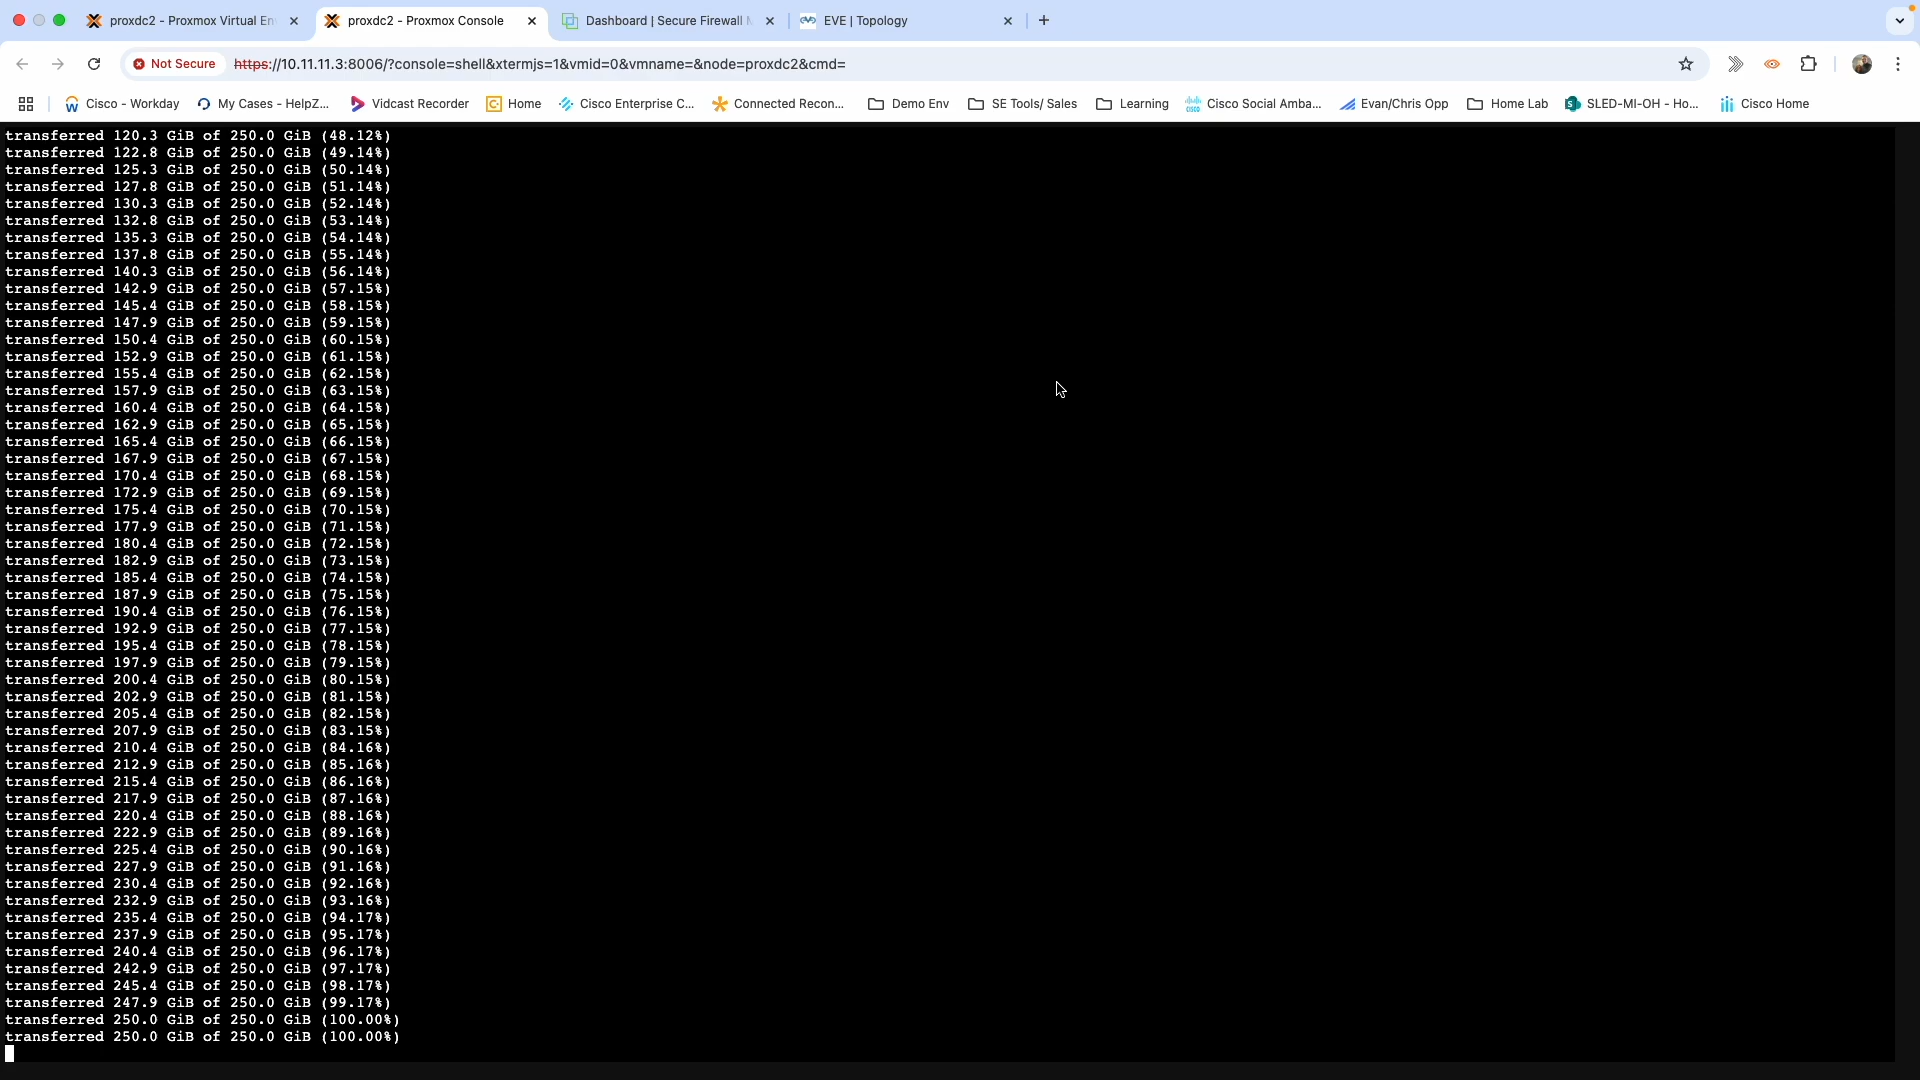 proxdc2 - Proxmox Virtual En
proxdc2 - Proxmox Console
Dashboard | Secure Firewall M
EVE | Topology
Not Secure
https://10.11.11.3:8006/?console=shell&xtermjs=1&vmid=0&vmname=&node=proxdc2&cmd=
Cisco - Workday
My Cases - HelpZ...
Vidcast Recorder
Home
Cisco Enterprise C...
Connected Recon...
Demo Env
SE Tools/ Sales
Learning
Cisco Social Amba...
Evan/Chris Opp
Home Lab
SLED-MI-OH - Ho...
Cisco Home
transferred 120.3 GiB of 250.0 GiB (48.12%)
transferred 122.8 GiB of 250.0 GiB (49.14%)
transferred 125.3 GiB of 250.0 GiB (50.14%)
transferred 127.8 GiB of 250.0 GiB (51.14%)
transferred 130.3 GiB of 250.0 GiB (52.14%)
transferred 132.8 GiB of 250.0 GiB (53.14%)
transferred 135.3 GiB of 250.0 GiB (54.14%)
transferred 137.8 GiB of 250.0 GiB (55.14%)
transferred 140.3 GiB of 250.0 GiB (56.14%)
transferred 142.9 GiB of 250.0 GiB (57.15%)
transferred 145.4 GiB of 250.0 GiB (58.15%)
transferred 147.9 GiB of 250.0 GiB (59.15%)
transferred 150.4 GiB of 250.0 GiB (60.15%)
transferred 152.9 GiB of 250.0 GiB (61.15%)
transferred 155.4 GiB of 250.0 GiB (62.15%)
transferred 157.9 GiB of 250.0 GiB (63.15%)
transferred 160.4 GiB of 250.0 GiB (64.15%)
transferred 162.9 GiB of 250.0 GiB (65.15%)
transferred 165.4 GiB of 250.0 GiB (66.15%)
transferred 167.9 GiB of 250.0 GiB (67.15%)
transferred 170.4 GiB of 250.0 GiB (68.15%)
transferred 172.9 GiB of 250.0 GiB (69.15%)
transferred 175.4 GiB of 250.0 GiB (70.15%)
transferred 177.9 GiB of 250.0 GiB (71.15%)
transferred 180.4 GiB of 250.0 GiB (72.15%)
transferred 182.9 GiB of 250.0 GiB (73.15%)
transferred 185.4 GiB of 250.0 GiB (74.15%)
transferred 187.9 GiB of 250.0 GiB (75.15%)
transferred 190.4 GiB of 250.0 GiB (76.15%)
transferred 192.9 GiB of 250.0 GiB (77.15%)
transferred 195.4 GiB of 250.0 GiB (78.15%)
transferred 197.9 GiB of 250.0 GiB (79.15%)
transferred 200.4 GiB of 250.0 GiB (80.15%)
transferred 202.9 GiB of 250.0 GiB (81.15%)
transferred 205.4 GiB of 250.0 GiB (82.15%)
transferred 207.9 GiB of 250.0 GiB (83.15%)
transferred 210.4 GiB of 250.0 GiB (84.16%)
transferred 212.9 GiB of 250.0 GiB (85.16%)
transferred 215.4 GiB of 250.0 GiB (86.16%)
transferred 217.9 GiB of 250.0 GiB (87.16%)
transferred 220.4 GiB of 250.0 GiB (88.16%)
transferred 222.9 GiB of 250.0 GiB (89.16%)
transferred 225.4 GiB of 250.0 GiB (90.16%)
transferred 227.9 GiB of 250.0 GiB (91.16%)
transferred 230.4 GiB of 250.0 GiB (92.16%)
transferred 232.9 GiB of 250.0 GiB (93.16%)
transferred 235.4 GiB of 250.0 GiB (94.17%)
transferred 237.9 GiB of 250.0 GiB (95.17%)
transferred 240.4 GiB of 250.0 GiB (96.17%)
transferred 242.9 GiB of 250.0 GiB (97.17%)
transferred 245.4 GiB of 250.0 GiB (98.17%)
transferred 247.9 GiB of 250.0 GiB (99.17%)
transferred 250.0 GiB of 250.0 GiB (100.00%)
transferred 250.0 GiB of 250.0 GiB (100.00%)